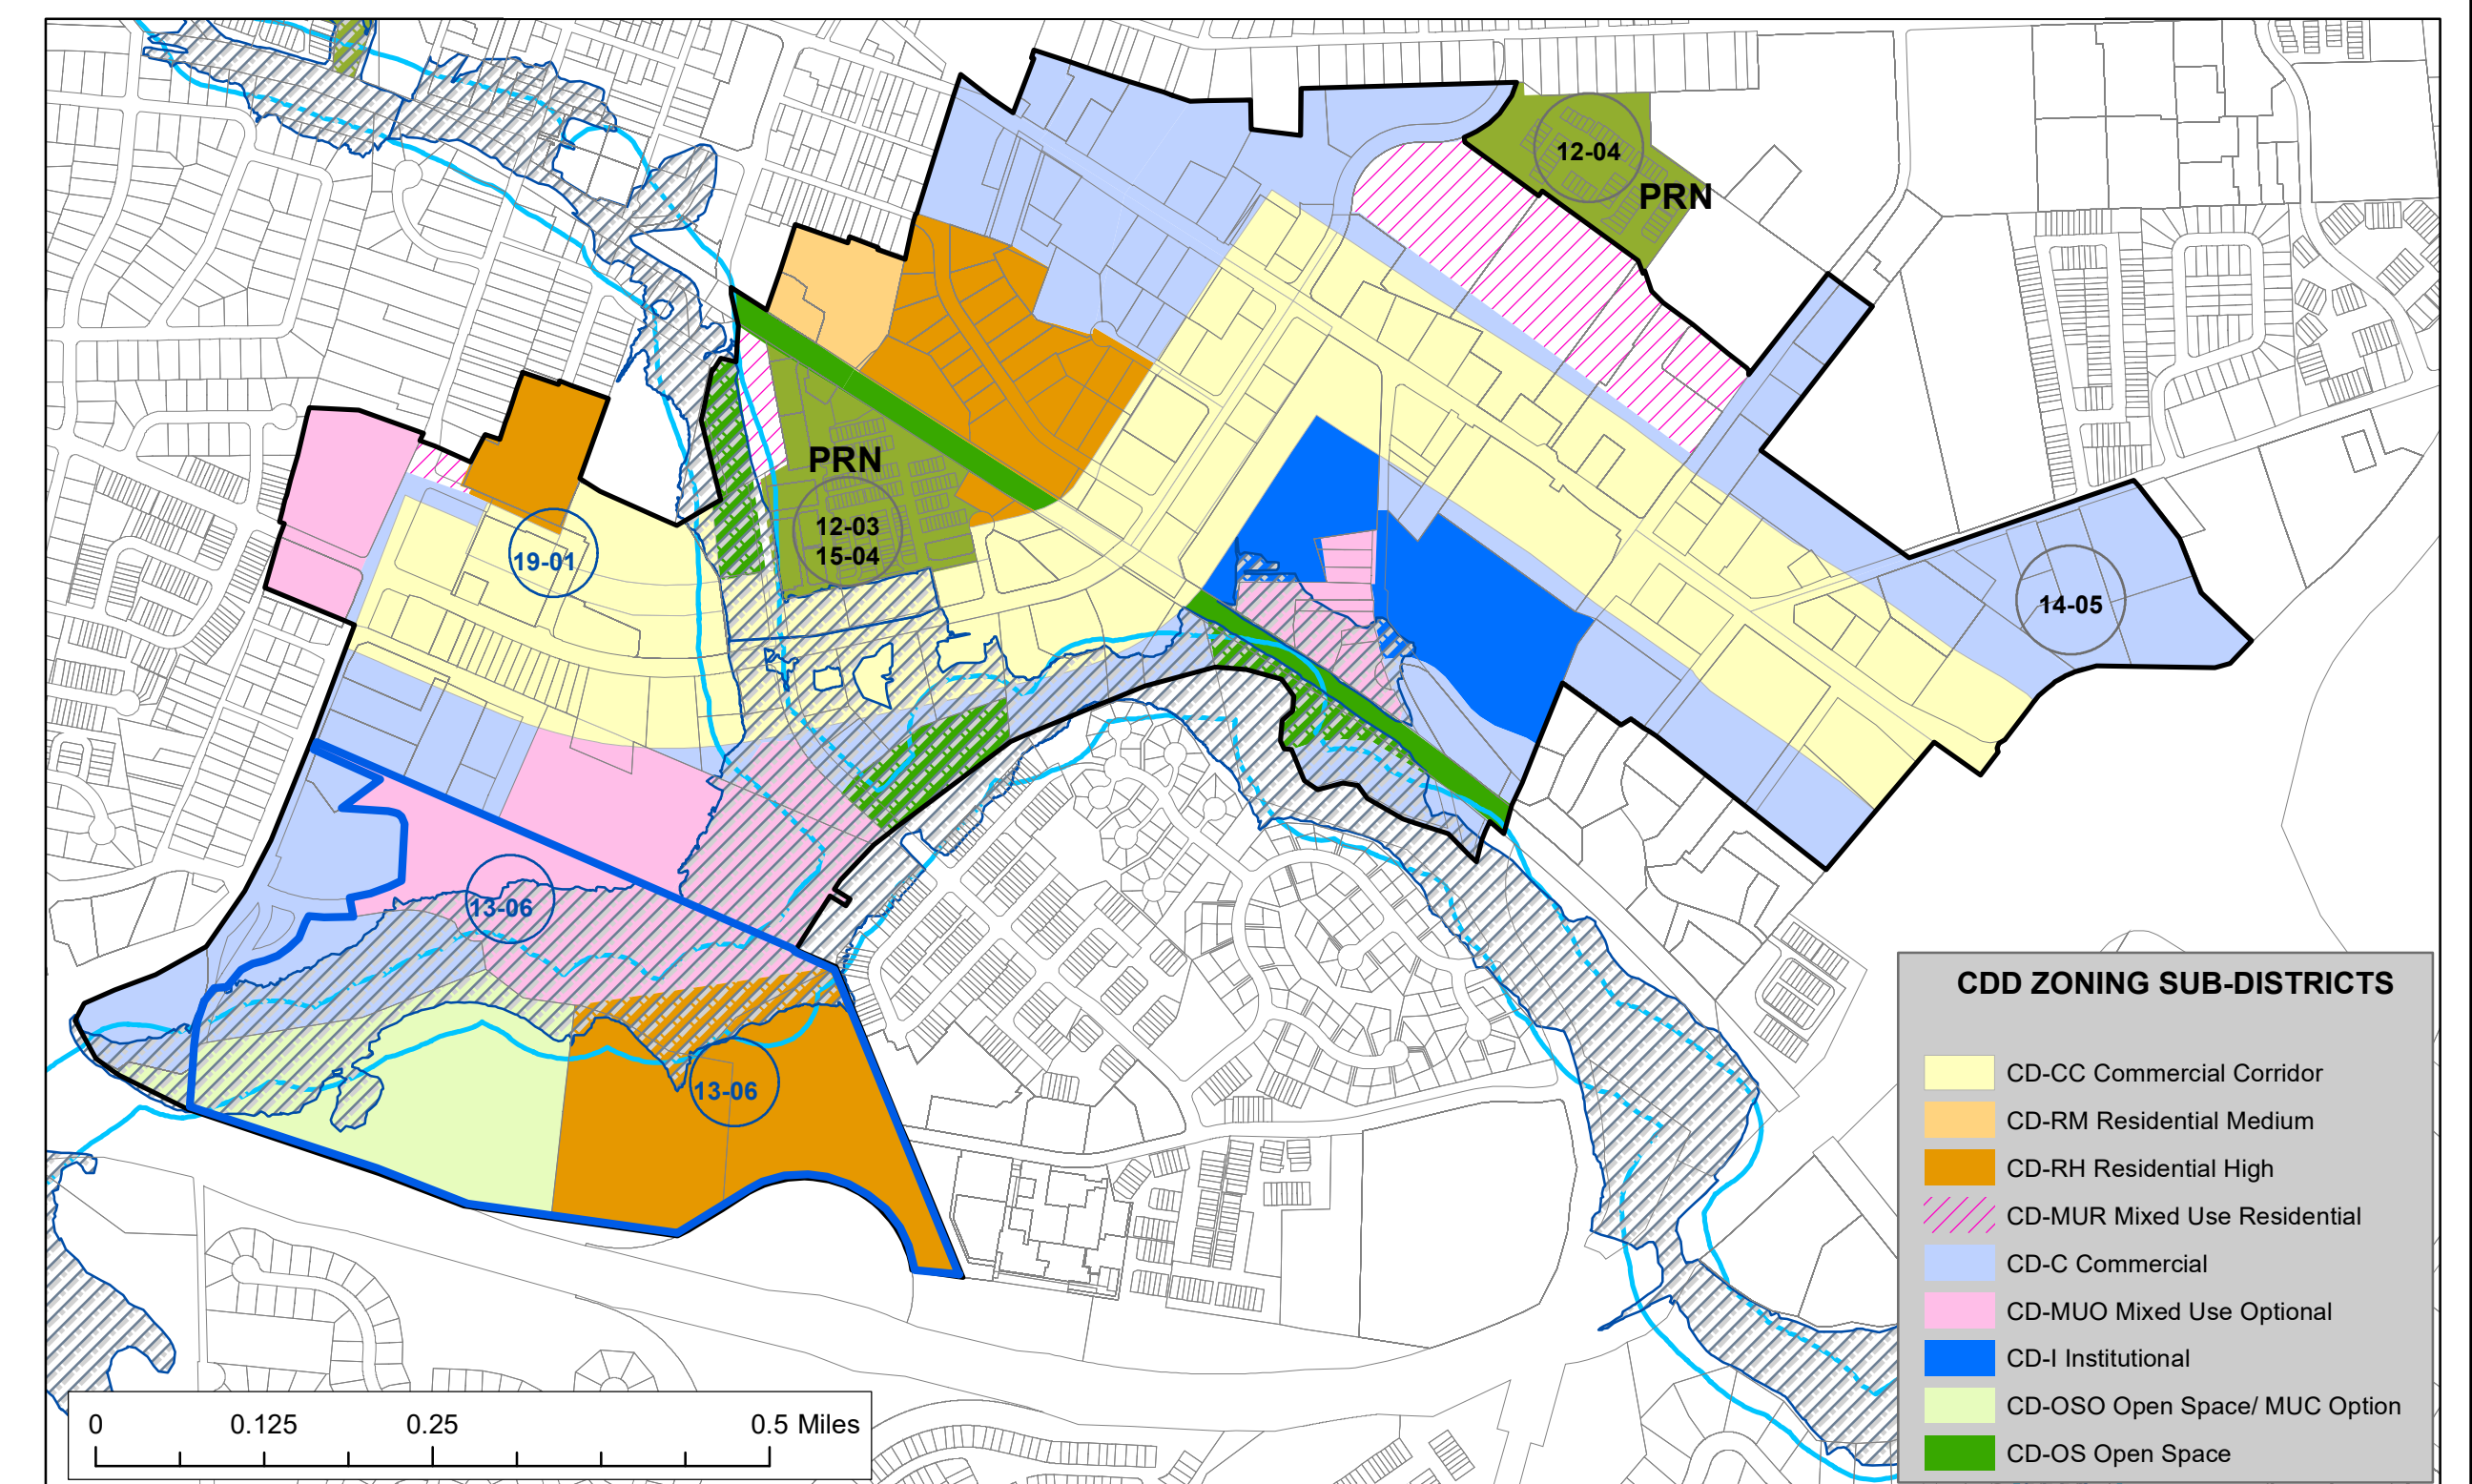 12-04
PRN
PRN
12-03
15-04
19-01
14-05
13-06
13-06
CDD ZONING SUB-DISTRICTS
CD-CC Commercial Corridor
CD-RM Residential Medium
CD-RH Residential High
CD-MUR Mixed Use Residential
CD-C Commercial
CD-MUO Mixed Use Optional
CD-I Institutional
CD-OSO Open Space/ MUC Option
CD-OS Open Space
0 0.125 0.25 0.5 Miles